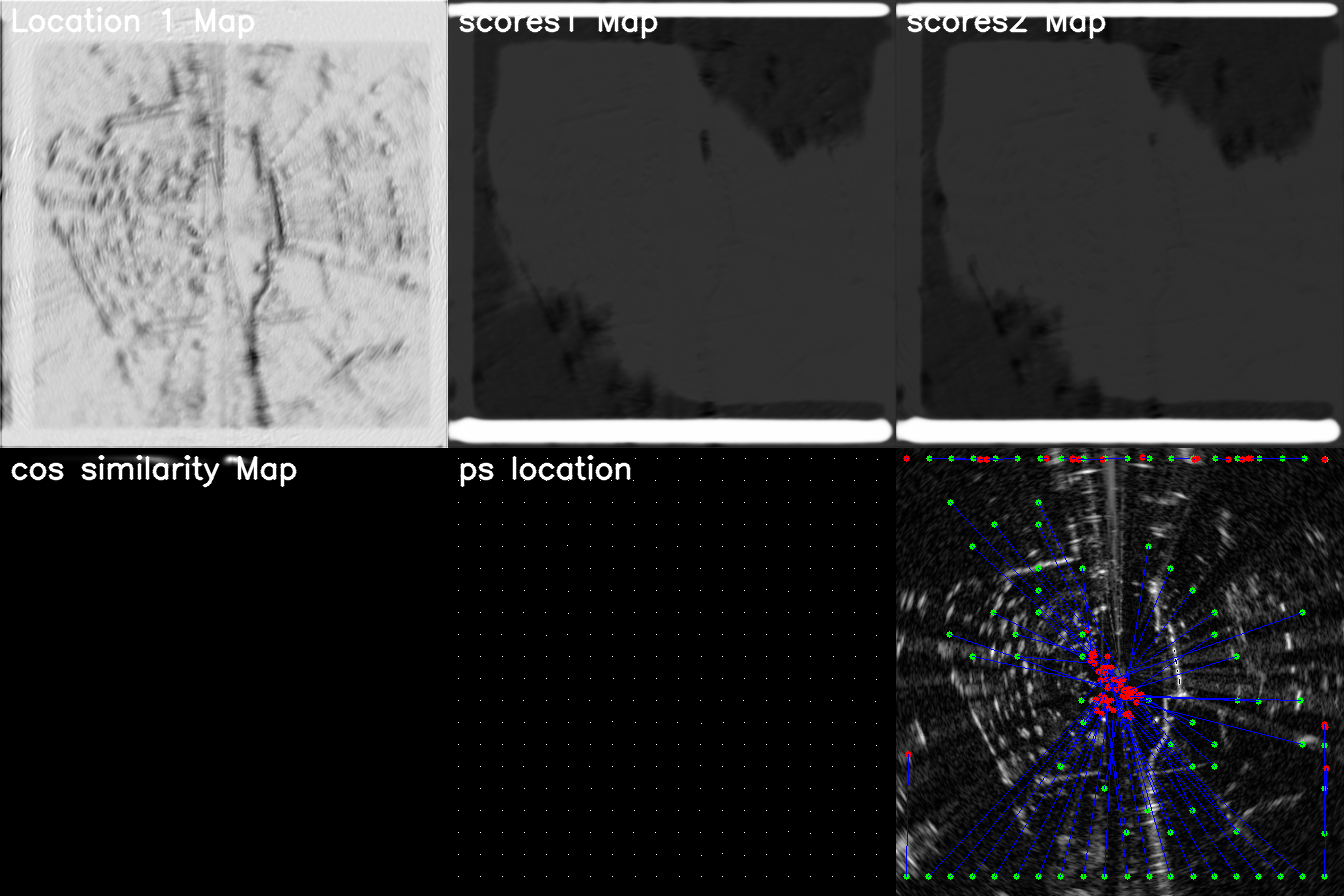 Location 1 Map
scores1 Map
scores2 Map
cos similarity Map
ps location